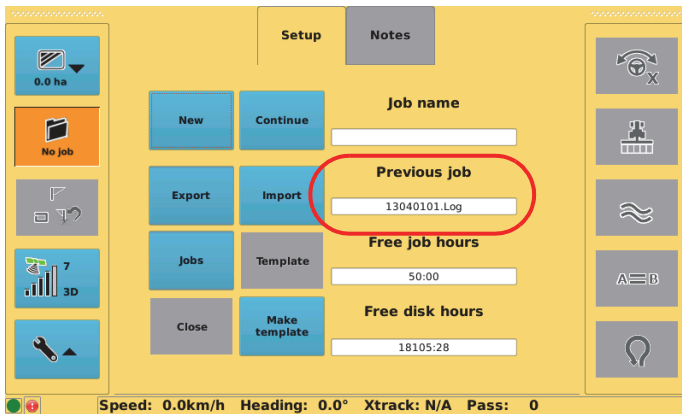 Setup
Notes
0.0 ha
No job
7
3D
New
Continue
Job name
Export
Import
Previous job
13040101.Log
Jobs
Template
Free job hours
50:00
Close
Make
template
Free disk hours
18105:28
X
A=B
Speed: 0.0km/h Heading: 0.0° Xtrack: N/A Pass: 0